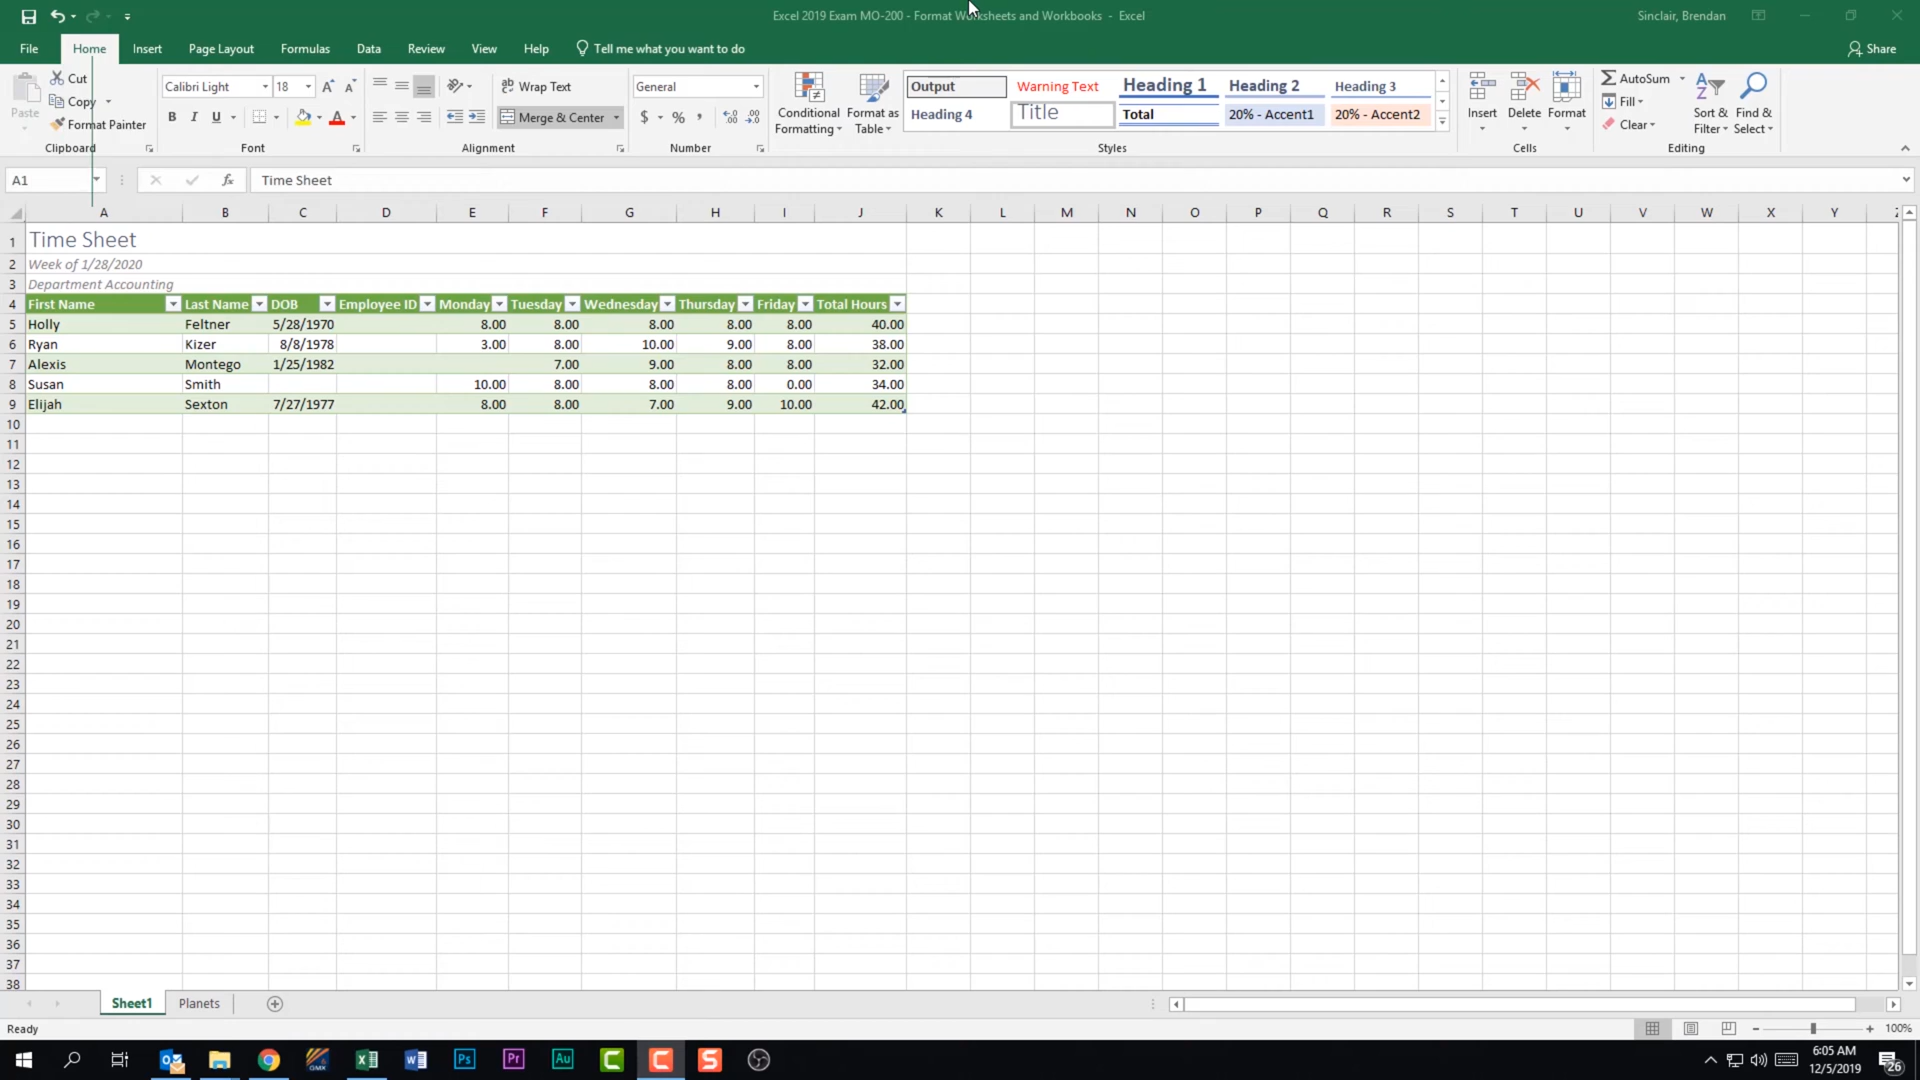 Excel 2019 Exam MO-200 - Format Worksheets and Workbooks - Excel
Sinclair, Brendan
File Home Insert Page Layout Formulas Data Review View Help Tell me what you want to do Share
Paste Cut Copy Format Painter Clipboard
Calibri Light 18 B I U A Font
Wrap Text Merge & Center Alignment
General $ % , Number
Conditional Formatting Format as Table
Output Warning Text Heading 1 Heading 2 Heading 3
Heading 4 Title Total 20% - Accent1 20% - Accent2
Styles
Insert Delete Format Cells
AutoSum Fill Clear Sort & Filter Find & Select Editing
A1 fx Time Sheet
A B C D E F G H I J K L M N O P Q R S T U V W X Y
1 Time Sheet
2 Week of 1/28/2020
3 Department Accounting
4 First Name Last Name DOB Employee ID Monday Tuesday Wednesday Thursday Friday Total Hours
5 Holly Feltner 5/28/1970 8.00 8.00 8.00 8.00 8.00 40.00
6 Ryan Kizer 8/8/1978 3.00 8.00 10.00 9.00 8.00 38.00
7 Alexis Montego 1/25/1982 7.00 9.00 8.00 8.00 32.00
8 Susan Smith 10.00 8.00 8.00 8.00 0.00 34.00
9 Elijah Sexton 7/27/1977 8.00 8.00 7.00 9.00 10.00 42.00
10
11
12
13
14
15
16
17
18
19
20
21
22
23
24
25
26
27
28
29
30
31
32
33
34
35
36
37
38
Sheet1 Planets
Ready 100%
Ps Pr Au C C S
6:05 AM
12/5/2019
26